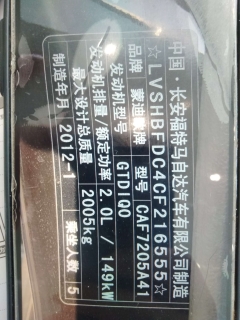 中国·长安福特马自达汽车有限公司制造
☆LVSHBFDC4CF216555☆
品牌 蒙迪欧牌 型号 CAF7205A41
发动机型号 G1D1Q0
发动机排量 额定功率 2.0L / 149kW
最大设计总质量 2005kg
制造年月 2012-1 乘坐人数 5